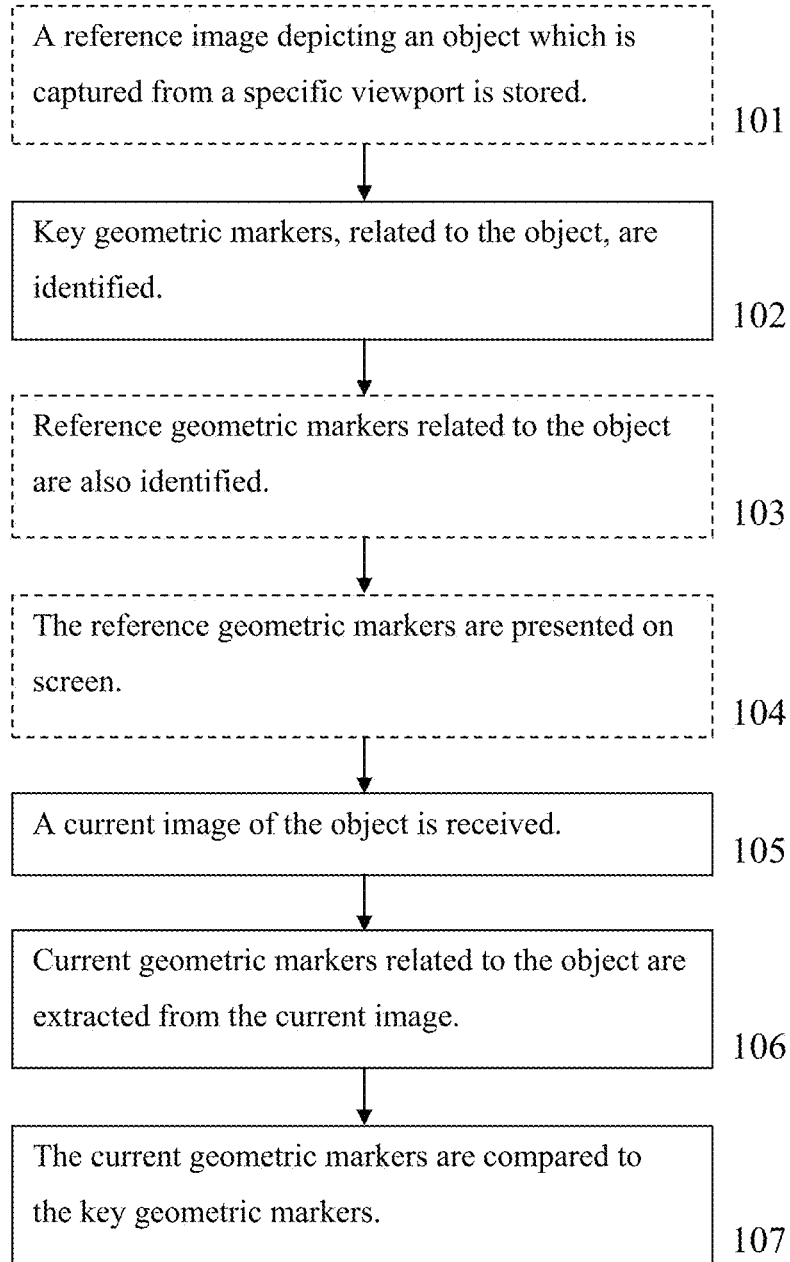 A reference image depicting an object which is
captured from a specific viewport is stored.
101
Key geometric markers, related to the object, are
identified.
102
Reference geometric markers related to the object
are also identified.
103
The reference geometric markers are presented on
screen.
104
A current image of the object is received.
105
Current geometric markers related to the object are
extracted from the current image.
106
The current geometric markers are compared to
the key geometric markers.
107